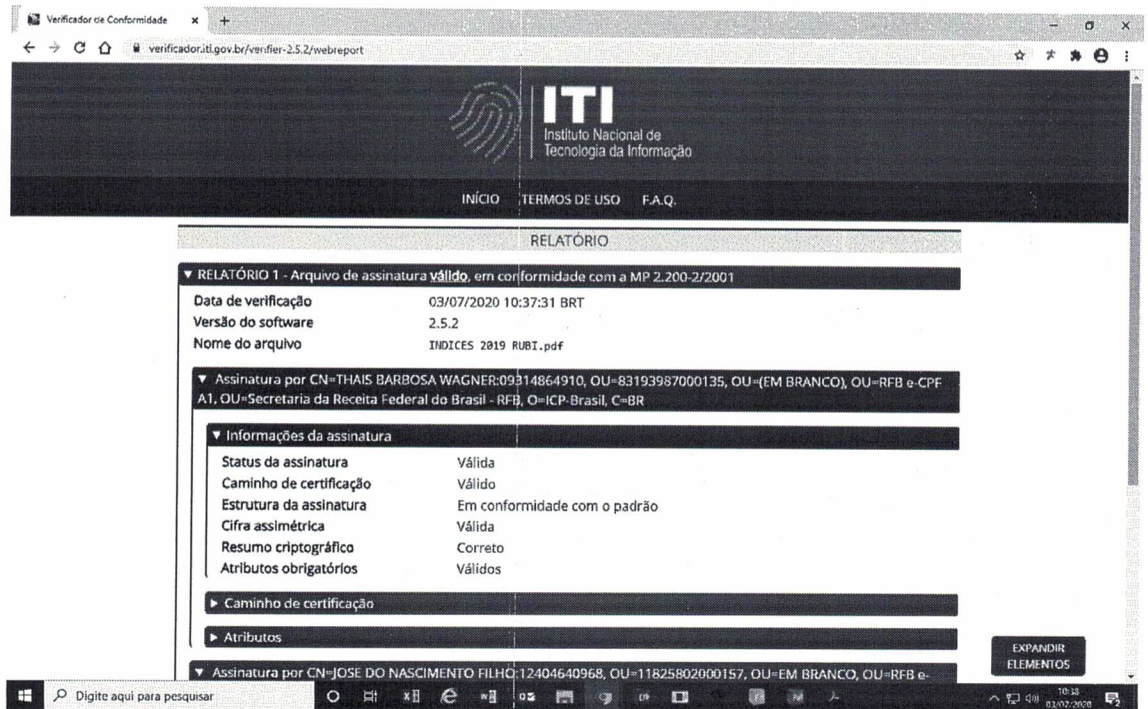 Verificador de Conformidade
verificador.iti.gov.br/verifier-2.5.2/webreport
ITI
Instituto Nacional de
Tecnologia da Informação
INÍCIO TERMOS DE USO F.A.Q.
RELATÓRIO
RELATÓRIO 1 - Arquivo de assinatura válido, em conformidade com a MP 2.200-2/2001
Data de verificação 03/07/2020 10:37:31 BRT
Versão do software 2.5.2
Nome do arquivo INDICES 2019 RUBI.pdf
Assinatura por CN=THAIS BARBOSA WAGNER:09314864910, OU=83193987000135, OU=(EM BRANCO), OU=RFB e-CPF
A1, OU=Secretaria da Receita Federal do Brasil - RFB, O=ICP-Brasil, C=BR
Informações da assinatura
Status da assinatura Válida
Caminho de certificação Válido
Estrutura da assinatura Em conformidade com o padrão
Cifra assimétrica Válida
Resumo criptográfico Correto
Atributos obrigatórios Válidos
Caminho de certificação
Atributos
EXPANDIR
ELEMENTOS
Assinatura por CN=JOSE DO NASCIMENTO FILHO:12404640968, OU=11825802000157, OU=EM BRANCO, OU=RFB e-
Digite aqui para pesquisar
10:38
03/07/2020